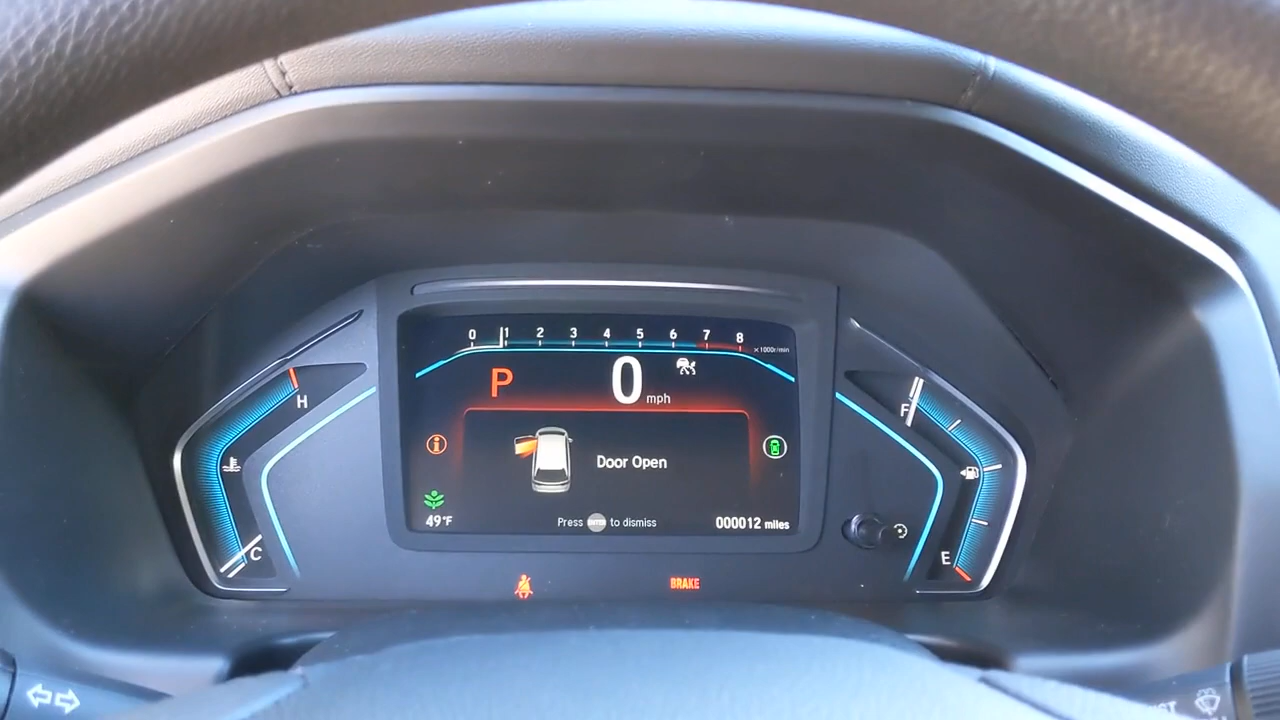 0 1 2 3 4 5 6 7 8
×1000r/min
P 0 mph
H
F
Door Open
C
49°F
Press ENTER to dismiss
000012 miles
E
BRAKE